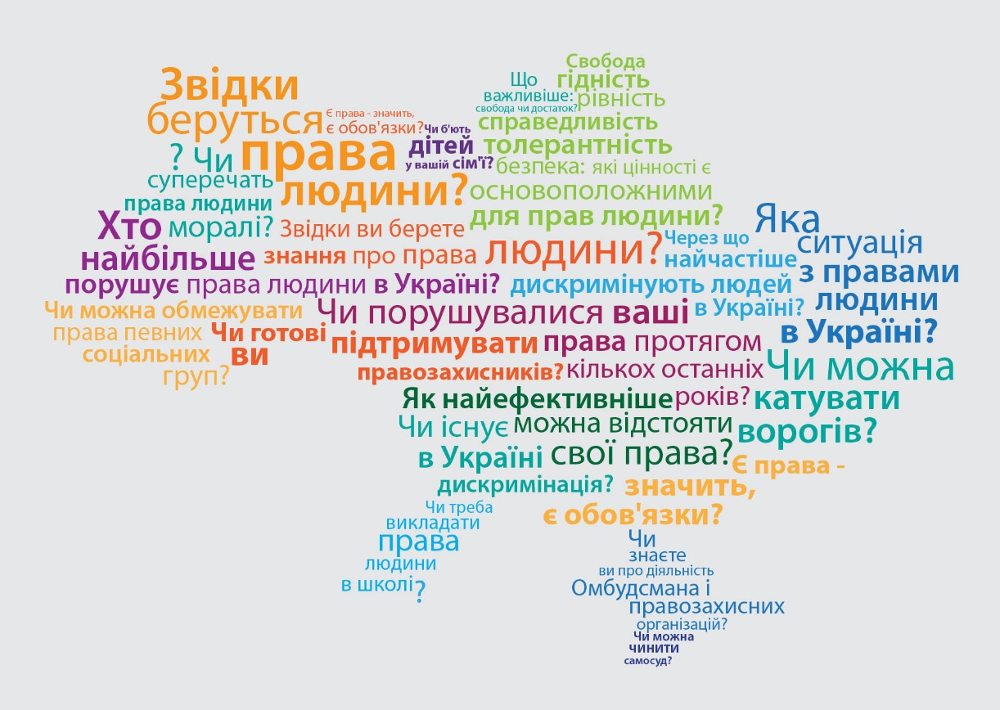 Звідки
беруться
права
людини?
Є права - значить,
є обов'язки?
Чи б'ють
дітей
у вашій сім'ї?
Що
важливіше:
свобода чи достаток?
Свобода
гідність
рівність
справедливість
толерантність
безпека: які цінності є
основоположними
для прав людини?
? Чи
суперечать
права людини
моралі?
Хто
найбільше
порушує права людини в Україні?
Звідки ви берете
знання про права
людини?
Через що
найчастіше
дискримінують людей
в Україні?
Яка
ситуація
з правами
людини
в Україні?
Чи можна обмежувати
права певних
соціальних
груп?
Чи готові
ви
підтримувати
правозахисників?
Чи порушувалися ваші
права протягом
кількох останніх
років?
Чи можна
катувати
ворогів?
Як найефективніше
можна відстояти
свої права?
Чи існує
в Україні
дискримінація?
Є права -
значить,
є обов'язки?
Чи треба
викладати
права
людини
в школі?
Чи
знаєте
ви про діяльність
Омбудсмана і
правозахисних
організацій?
Чи можна
чинити
самосуд?